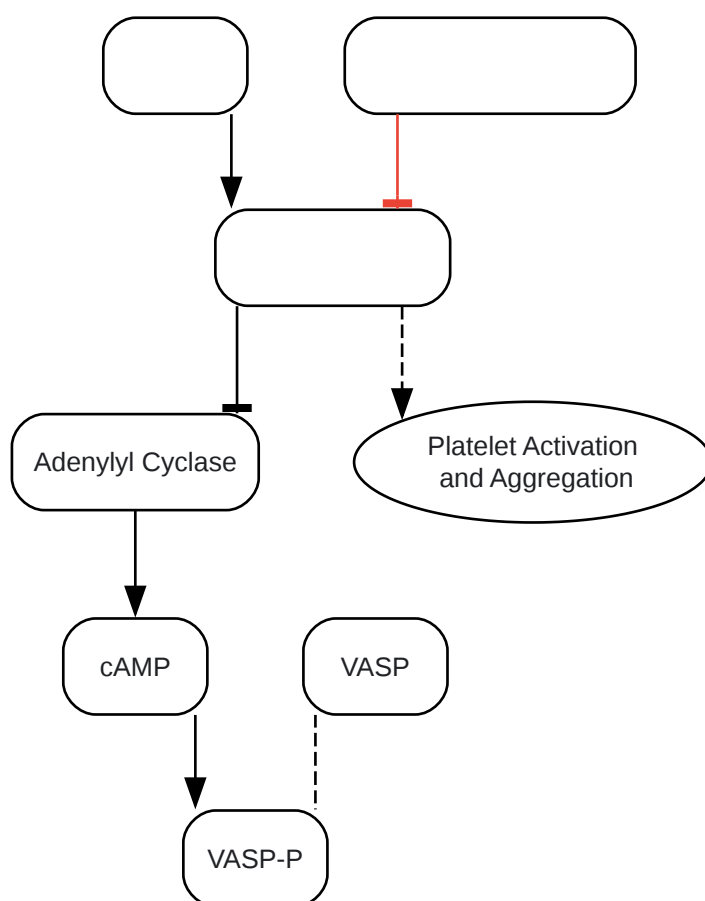 Adenylyl Cyclase
Platelet Activation
and Aggregation
cAMP
VASP
VASP-P